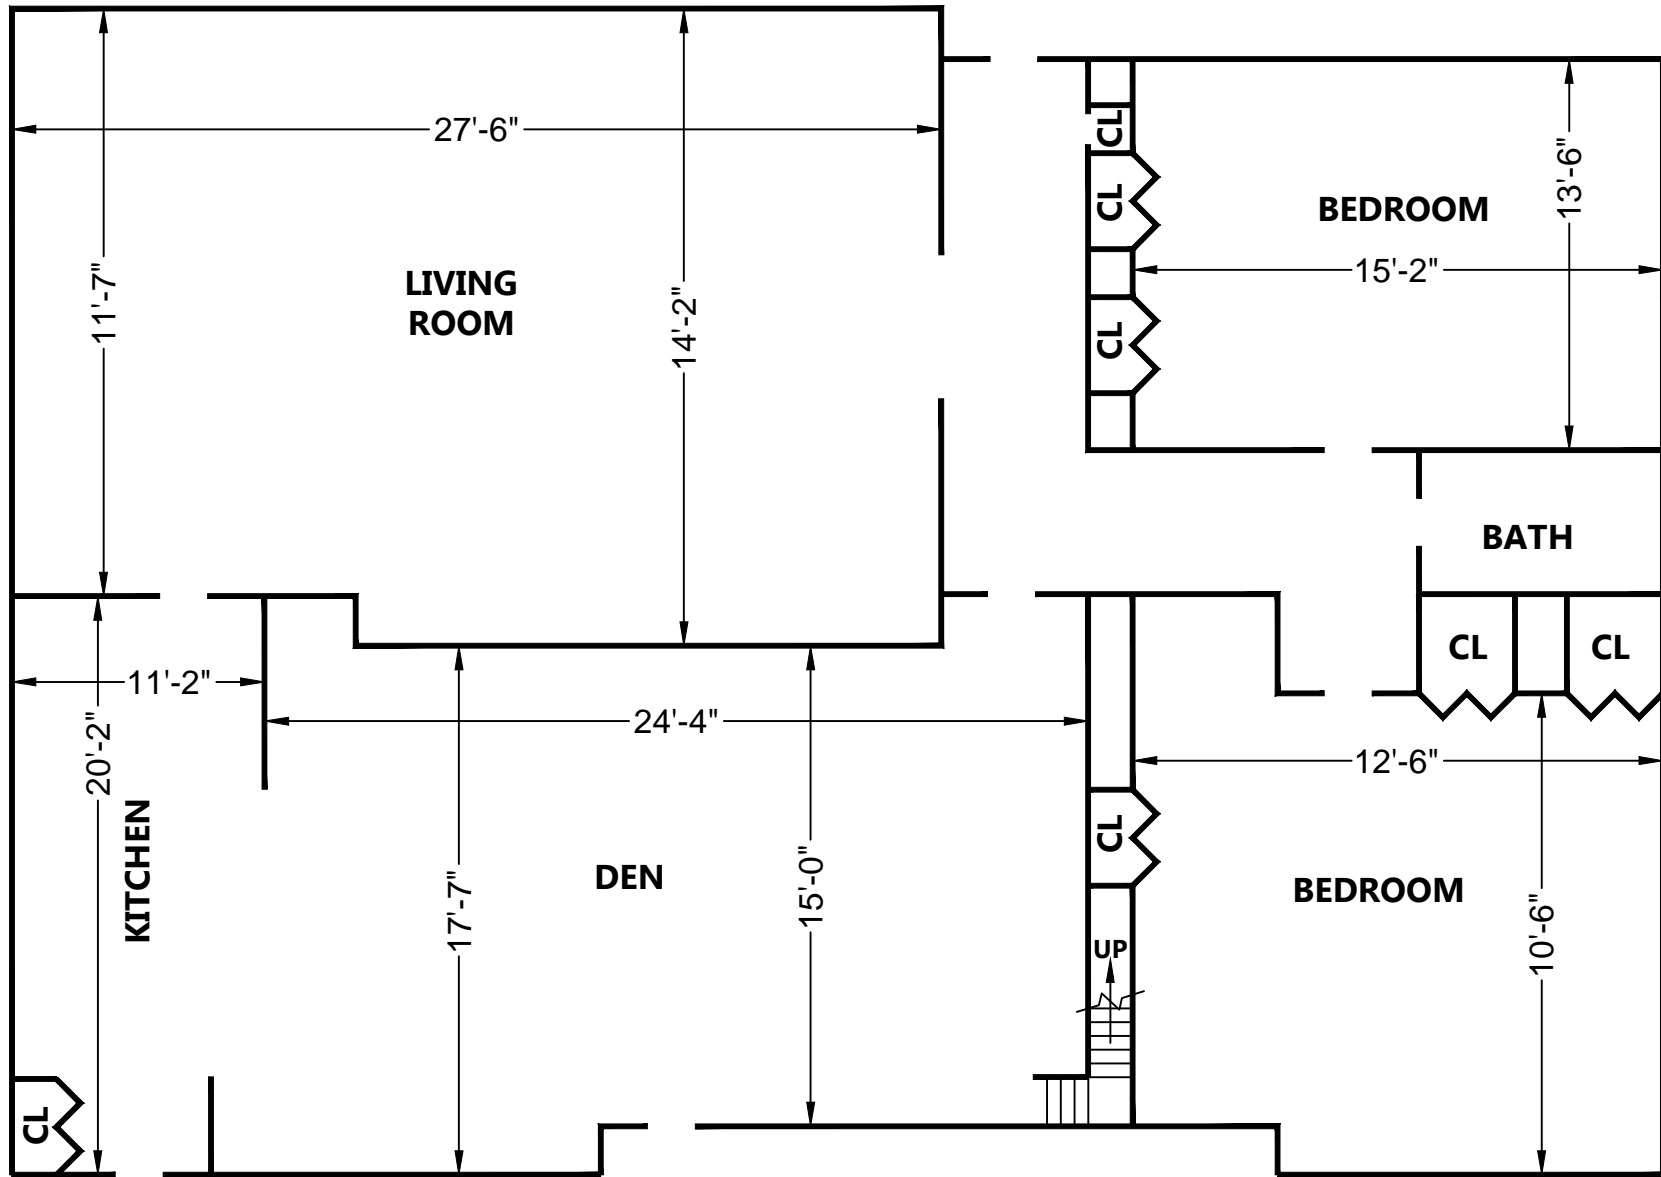 CL
27'-6"
CL
13'-6"
BEDROOM
15'-2"
LIVING
ROOM
11'-7"
14'-2"
CL
BATH
CL
CL
11'-2"
24'-4"
20'-2"
12'-6"
CL
KITCHEN
DEN
17'-7"
15'-0"
BEDROOM
10'-6"
UP
CL